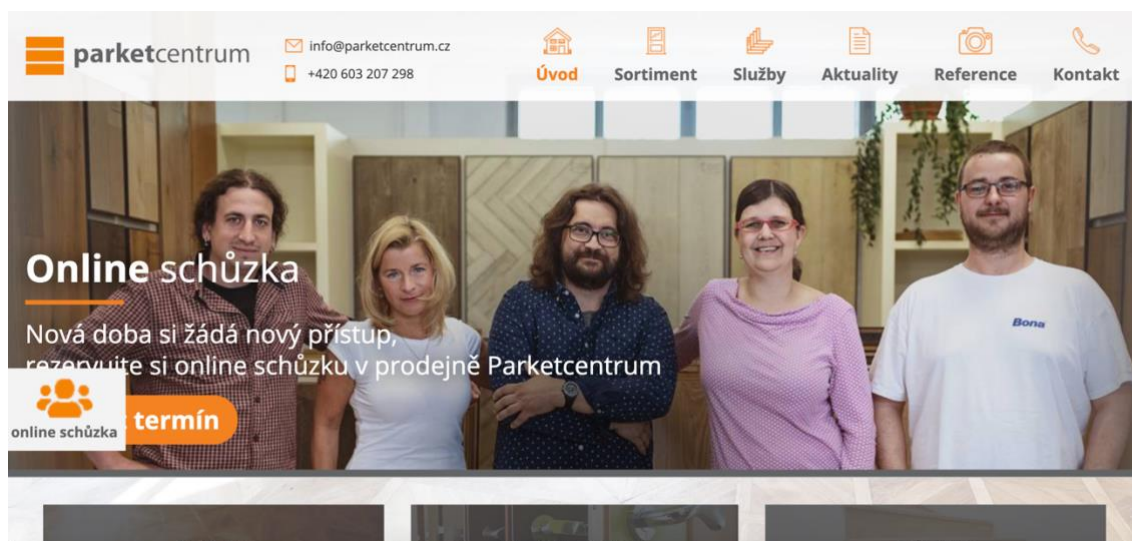 parketcentrum
info@parketcentrum.cz
+420 603 207 298
Úvod
Sortiment
Služby
Aktuality
Reference
Kontakt
Online schůzka
Nová doba si žádá nový přístup,
rezervujte si online schůzku v prodejně Parketcentrum
termín
online schůzka
Bona